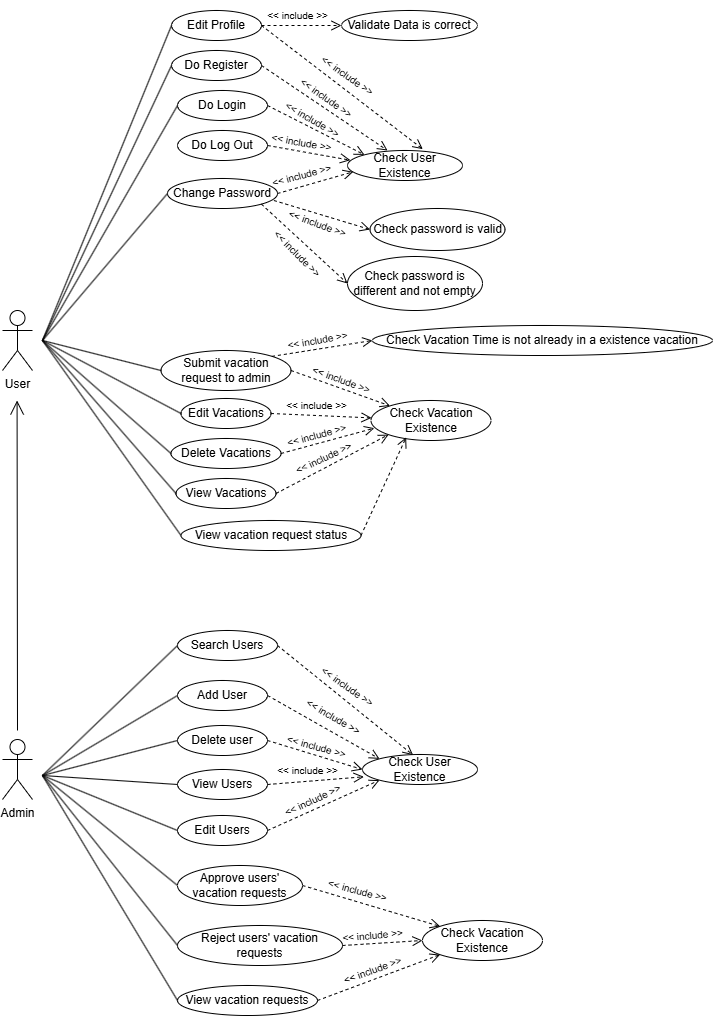 Edit Profile
<< include >>
Validate Data is correct
Do Register
<< include >>
<< include >>
Do Login
<< include >>
Do Log Out
<< include >>
Check User
Existence
Change Password
<< include >>
<< include >>
Check password is valid
<< include >>
Check password is
different and not empty
User
Submit vacation
request to admin
<< include >>
Check Vacation Time is not already in a existence vacation
<< include >>
Edit Vacations
<< include >>
Check Vacation
Existence
Delete Vacations
<< include >>
View Vacations
<< include >>
View vacation request status
Search Users
<< include >>
Add User
<< include >>
Delete user
<< include >>
Check User
Existence
View Users
<< include >>
Edit Users
<< include >>
Admin
Approve users'
vacation requests
<< include >>
Reject users' vacation
requests
<< include >>
Check Vacation
Existence
View vacation requests
<< include >>